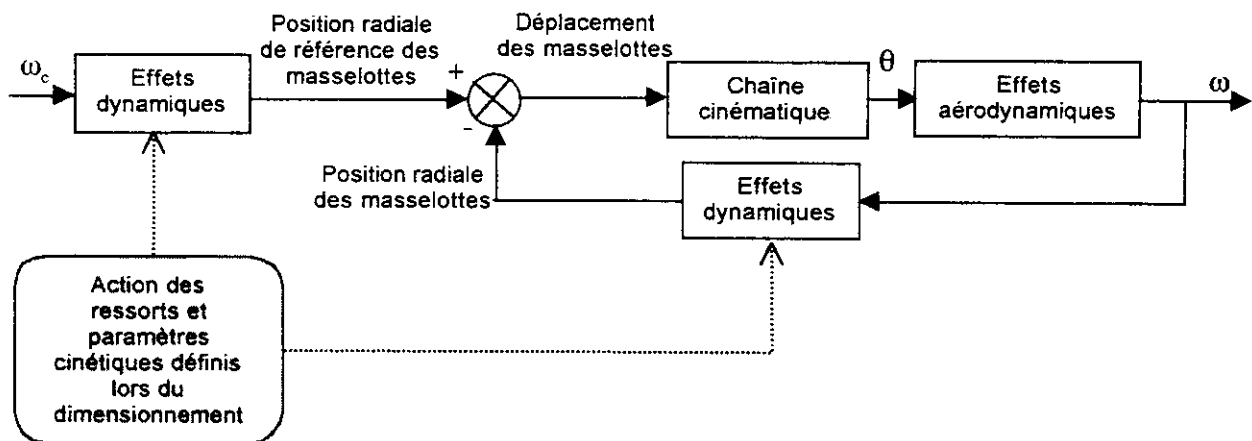 ω_c
Effets
dynamiques
Position radiale
de référence des
masselottes
+
-
Déplacement
des masselottes
Chaîne
cinématique
θ
Effets
aérodynamiques
ω
Position radiale
des masselottes
Effets
dynamiques
Action des
ressorts et
paramètres
cinétiques définis
lors du
dimensionnement